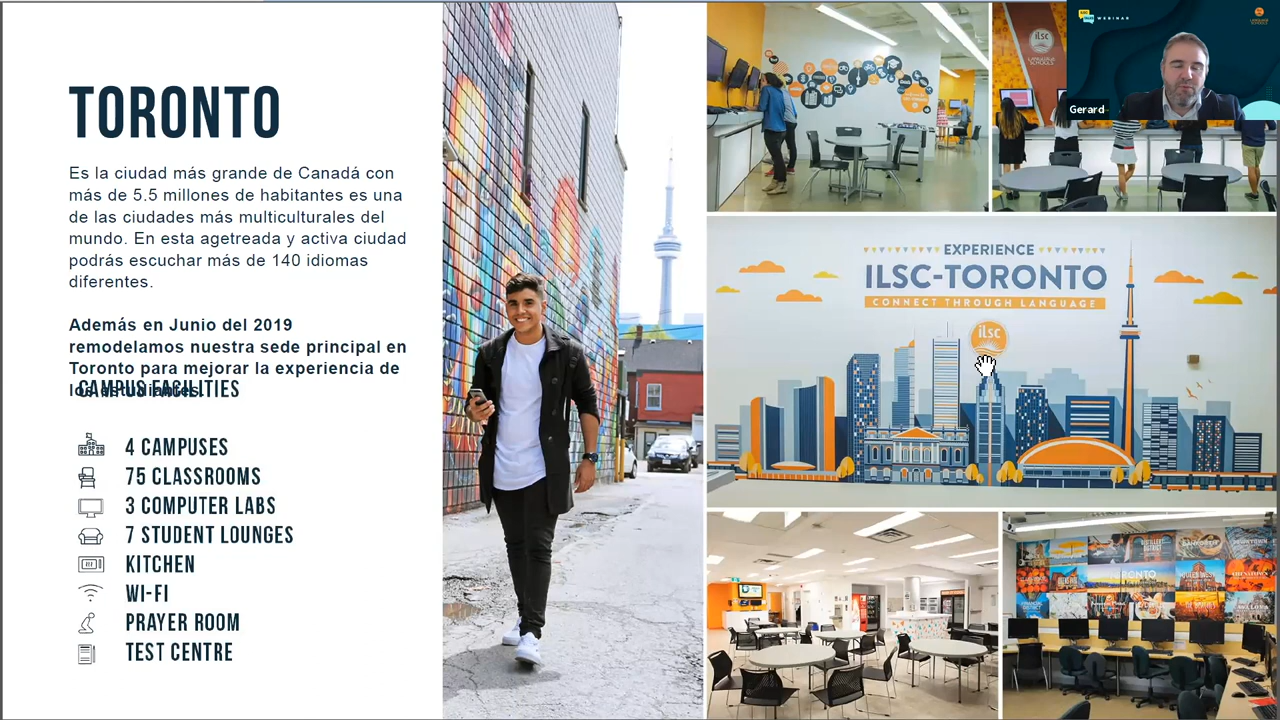 TORONTO
Es la ciudad más grande de Canadá con
más de 5.5 millones de habitantes es una
de las ciudades más multiculturales del
mundo. En esta agetreada y activa ciudad
podrás escuchar más de 140 idiomas
diferentes.
Además en Junio del 2019
remodelamos nuestra sede principal en
Toronto para mejorar la experiencia de
CAMPUS FACILITIES
4 CAMPUSES
75 CLASSROOMS
3 COMPUTER LABS
7 STUDENT LOUNGES
KITCHEN
WI-FI
PRAYER ROOM
TEST CENTRE
ilsc
LANGUAGE
SCHOOLS
WEBINAR
Gerard
EXPERIENCE
ILSC-TORONTO
CONNECT THROUGH LANGUAGE
ilsc
TORONTO